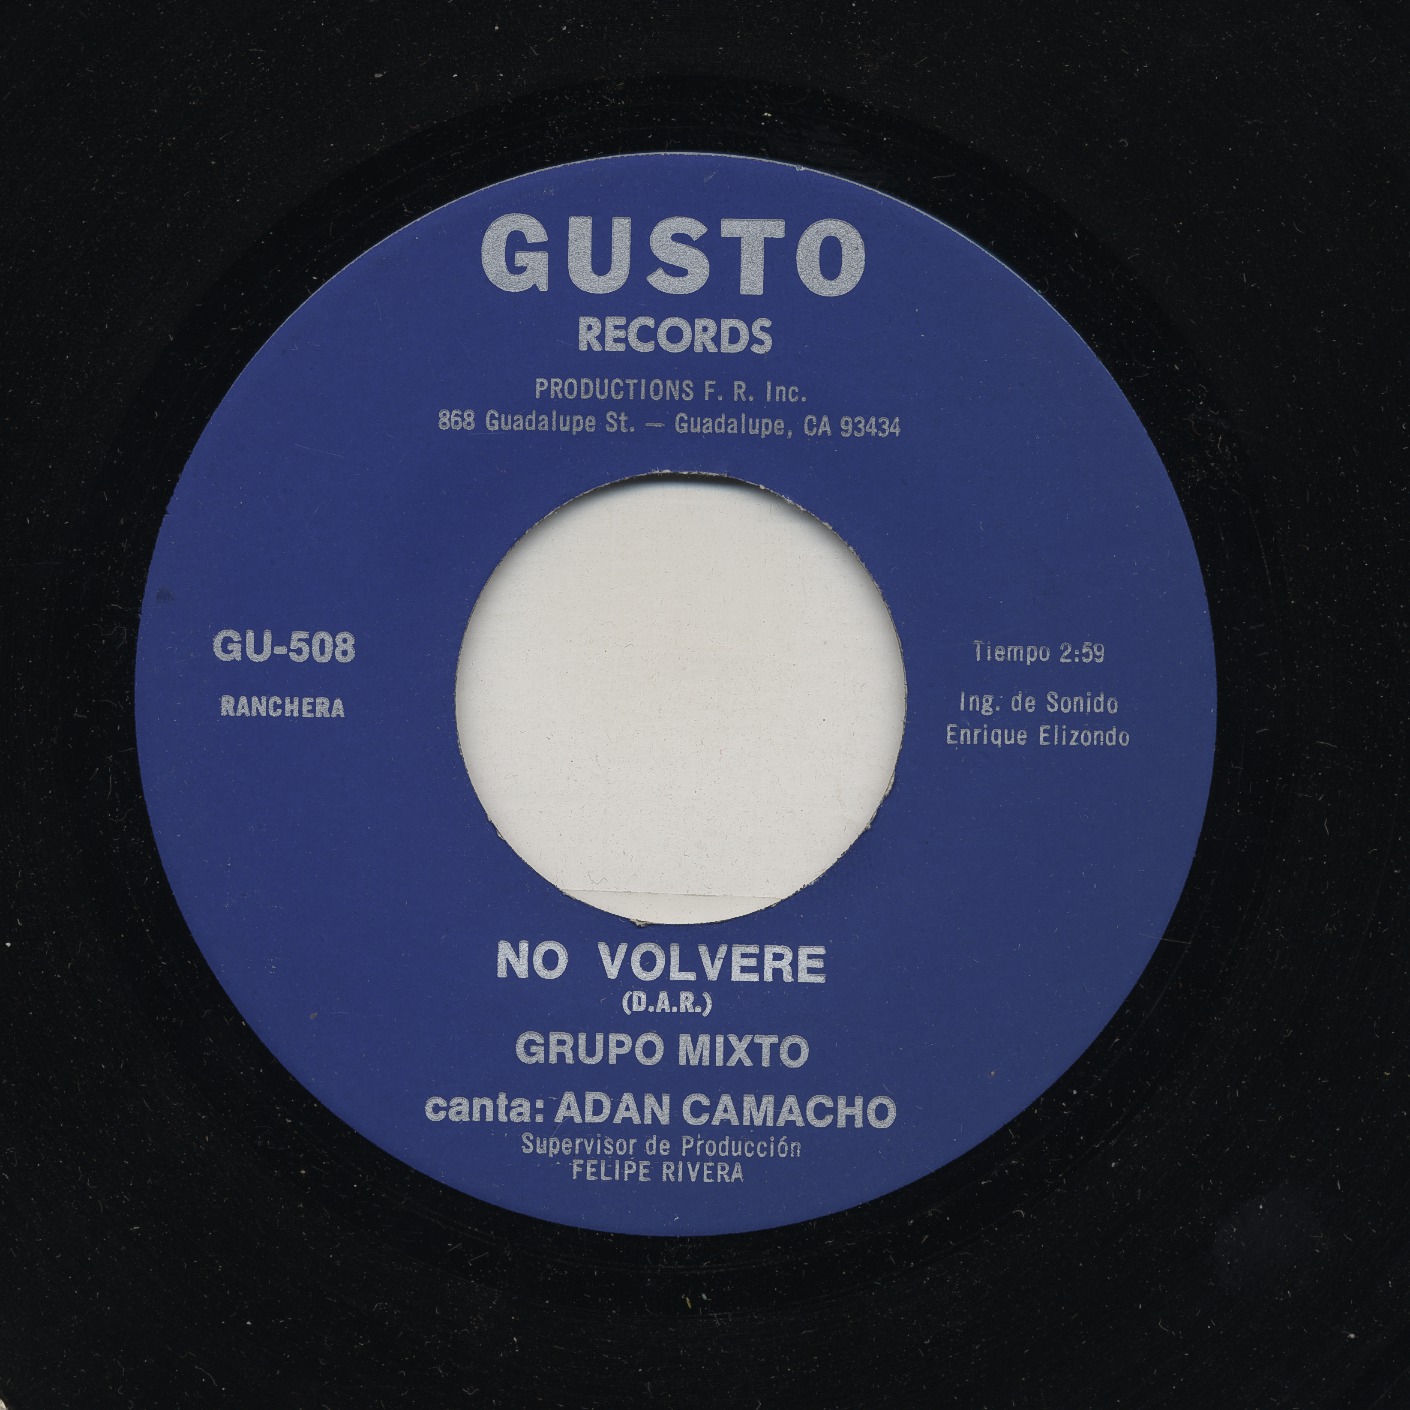 GUSTO
RECORDS
PRODUCTIONS F. R. Inc.
868 Guadalupe St. — Guadalupe, CA 93434
GU-508
RANCHERA
Tiempo 2:59
Ing. de Sonido
Enrique Elizondo
NO VOLVERE
(D.A.R.)
GRUPO MIXTO
canta: ADAN CAMACHO
Supervisor de Producción
FELIPE RIVERA